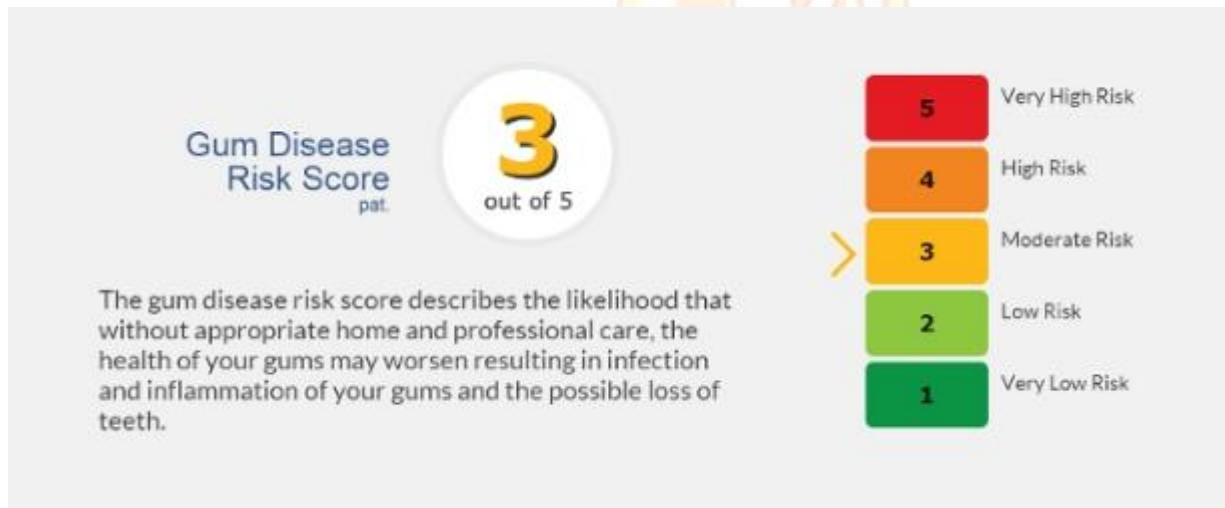 Gum Disease
Risk Score
pat.
3
out of 5
The gum disease risk score describes the likelihood that
without appropriate home and professional care, the
health of your gums may worsen resulting in infection
and inflammation of your gums and the possible loss of
teeth.
5 Very High Risk
4 High Risk
3 Moderate Risk
2 Low Risk
1 Very Low Risk